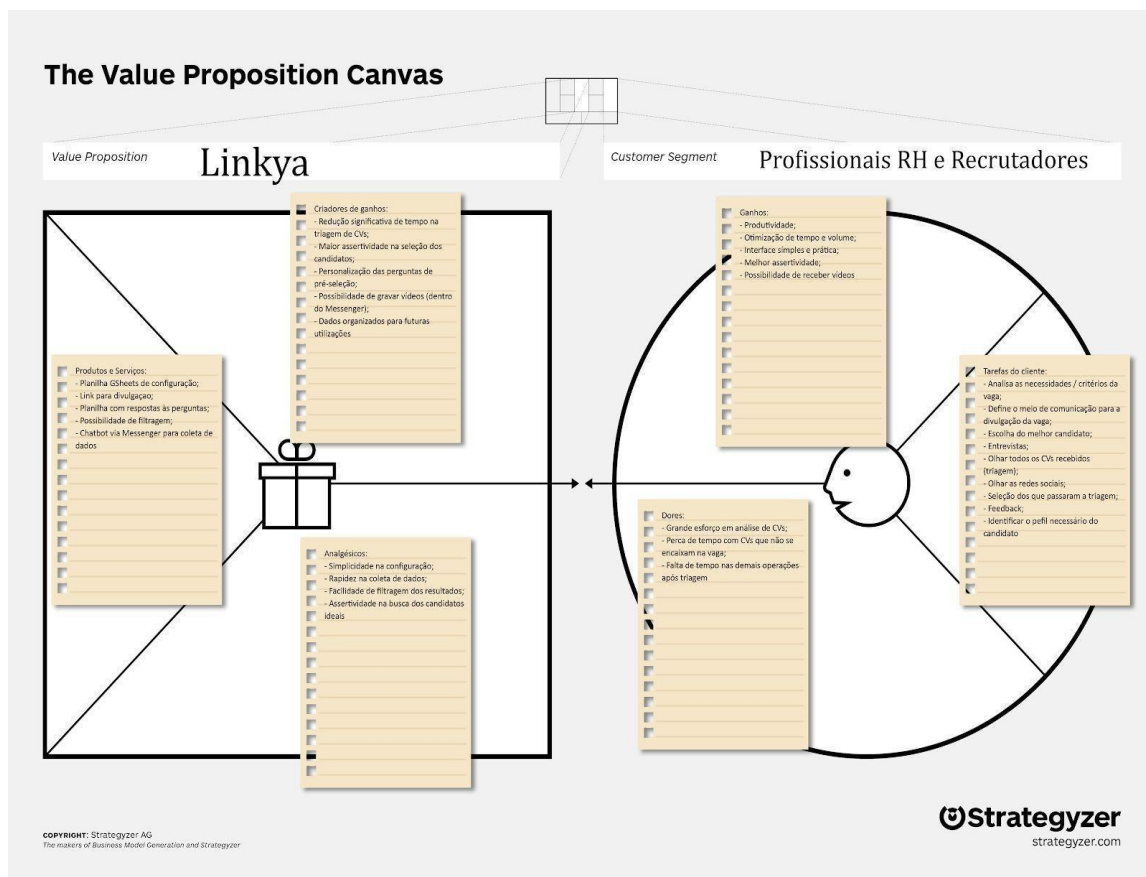 The Value Proposition Canvas
Value Proposition
Linkya
Customer Segment
Profissionais RH e Recrutadores
Criadores de ganhos:
- Redução significativa de tempo na
triagem de CVs;
- Maior assertividade na seleção dos
candidatos;
- Personalização das perguntas de
pré-seleção;
- Possibilidade de gravar vídeos (dentro
do Messenger);
- Dados organizados para futuras
utilizações
Ganhos:
- Produtividade;
- Otimização de tempo e volume;
- Interface simples e prática;
- Melhor assertividade;
- Possibilidade de receber vídeos
Produtos e Serviços:
- Planilha GSheets de configuração;
- Link para divulgaçao;
- Planilha com respostas às perguntas;
- Possibilidade de filtragem;
- Chatbot via Messenger para coleta de
dados
Tarefas do cliente:
- Analisa as necessidades / critérios da
vaga;
- Define o meio de comunicação para a
divulgação da vaga;
- Escolha do melhor candidato;
- Entrevistas;
- Olhar todos os CVs recebidos
(triagem);
- Olhar as redes sociais;
- Seleção dos que passaram a triagem;
- Feedback;
- Identificar o pefil necessário do
candidato
Analgésicos:
- Simplicidade na configuração;
- Rapidez na coleta de dados;
- Facilidade de filtragem dos resultados;
- Assertividade na busca dos candidatos
ideais
Dores:
- Grande esforço em análise de CVs;
- Perca de tempo com CVs que não se
encaixam na vaga;
- Falta de tempo nas demais operações
após triagem
COPYRIGHT: Strategyzer AG
The makers of Business Model Generation and Strategyzer
Strategyzer
strategyzer.com